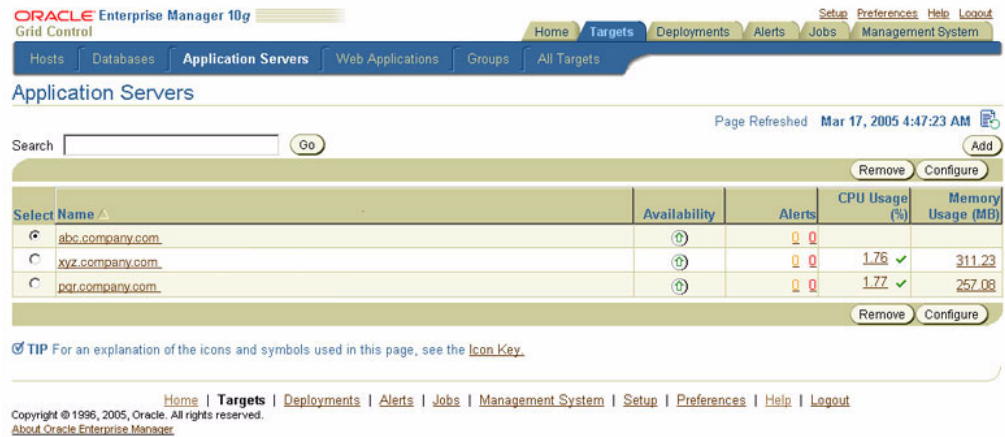 ORACLE Enterprise Manager 10g
Grid Control
Setup Preferences Help Logout
Home Targets Deployments Alerts Jobs Management System
Hosts Databases Application Servers Web Applications Groups All Targets
Application Servers
Page Refreshed Mar 17, 2005 4:47:23 AM
Search Go Add
Remove Configure
Select Name Availability Alerts CPU Usage (%) Memory Usage (MB)
abc.company.com 0 0
xyz.company.com 0 0 1.76 311.23
pqr.company.com 0 0 1.77 257.08
Remove Configure
TIP For an explanation of the icons and symbols used in this page, see the Icon Key.
Home | Targets | Deployments | Alerts | Jobs | Management System | Setup | Preferences | Help | Logout
Copyright © 1996, 2005, Oracle. All rights reserved.
About Oracle Enterprise Manager